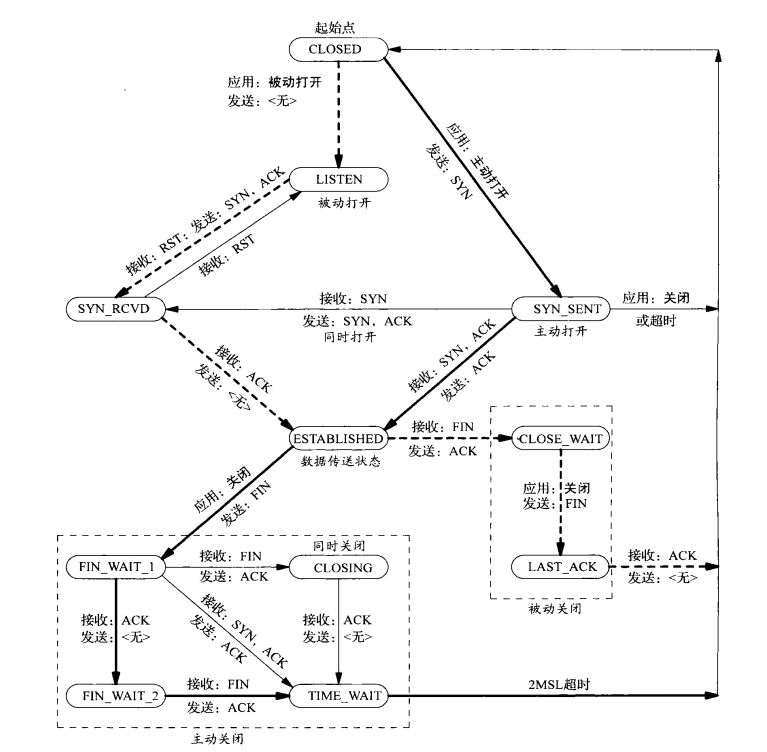 起始点
CLOSED
应用：被动打开
发送：<无>
应用：主动打开
发送：SYN
LISTEN
被动打开
接收：RST；发送：SYN，ACK
接收：RST
SYN_RCVD
接收：SYN
发送：SYN，ACK
同时打开
SYN_SENT
主动打开
应用：关闭
或超时
接收：ACK
发送：<无>
接收：SYN，ACK
发送：ACK
ESTABLISHED
数据传送状态
接收：FIN
发送：ACK
CLOSE_WAIT
应用：关闭
发送：FIN
应用：关闭
发送：FIN
LAST_ACK
接收：ACK
发送：<无>
被动关闭
同时关闭
FIN_WAIT_1
接收：FIN
发送：ACK
CLOSING
接收：ACK
发送：<无>
接收：SYN，ACK
发送：ACK
接收：ACK
发送：<无>
FIN_WAIT_2
接收：FIN
发送：ACK
TIME_WAIT
2MSL超时
主动关闭